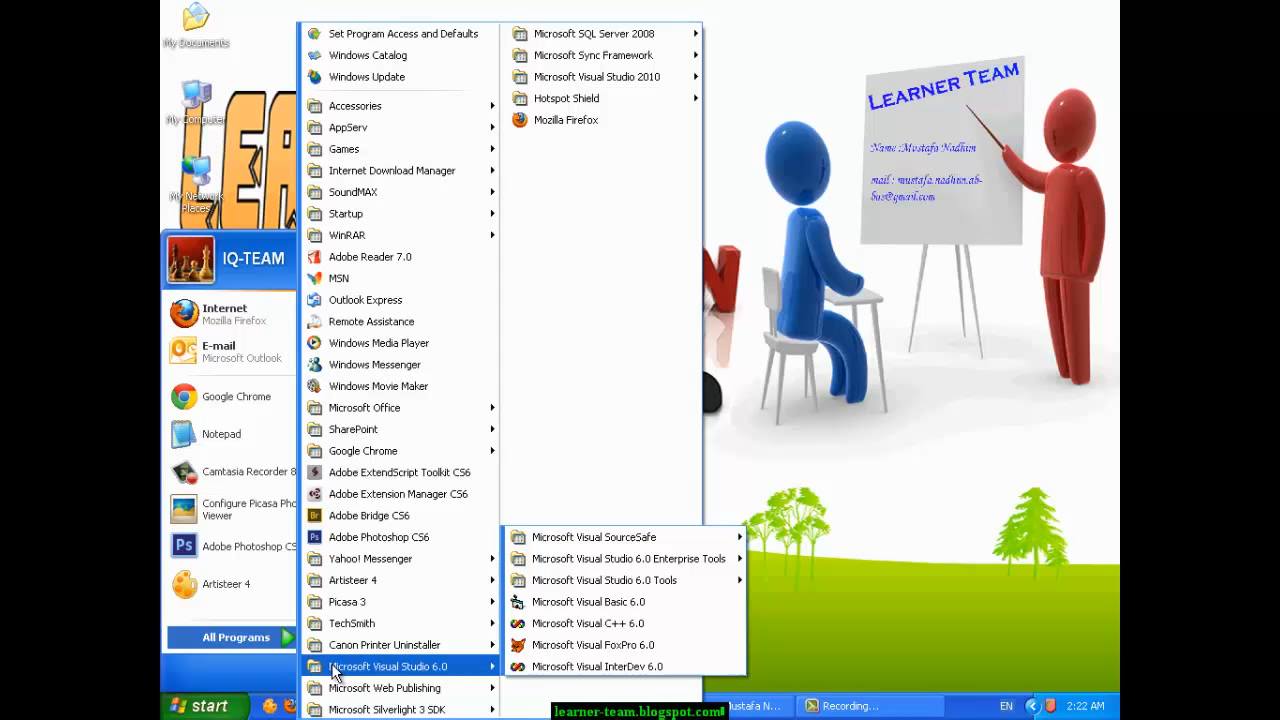 My Documents
My Computer
My Network
Places
LEA
IQ-TEAM
Internet
Mozilla Firefox
E-mail
Microsoft Outlook
Google Chrome
Notepad
Camtasia Recorder 8
Configure Picasa Pho
Viewer
Adobe Photoshop CS
Artisteer 4
All Programs
Set Program Access and Defaults
Windows Catalog
Windows Update
Accessories
AppServ
Games
Internet Download Manager
SoundMAX
Startup
WinRAR
Adobe Reader 7.0
MSN
Outlook Express
Remote Assistance
Windows Media Player
Windows Messenger
Windows Movie Maker
Microsoft Office
SharePoint
Google Chrome
Adobe ExtendScript Toolkit CS6
Adobe Extension Manager CS6
Adobe Bridge CS6
Adobe Photoshop CS6
Yahoo! Messenger
Artisteer 4
Picasa 3
TechSmith
Canon Printer Uninstaller
Microsoft Visual Studio 6.0
Microsoft Web Publishing
Microsoft Silverlight 3 SDK
Microsoft SQL Server 2008
Microsoft Sync Framework
Microsoft Visual Studio 2010
Hotspot Shield
Mozilla Firefox
Microsoft Visual SourceSafe
Microsoft Visual Studio 6.0 Enterprise Tools
Microsoft Visual Studio 6.0 Tools
Microsoft Visual Basic 6.0
Microsoft Visual C++ 6.0
Microsoft Visual FoxPro 6.0
Microsoft Visual InterDev 6.0
LEARNER TEAM
Name :Mustafa Nadhim
mail : mustafa.nadhim.ab-
bas@gmail.com
N
start
learner-team.blogspot.com
Mustafa N...
Recording...
EN
2:22 AM